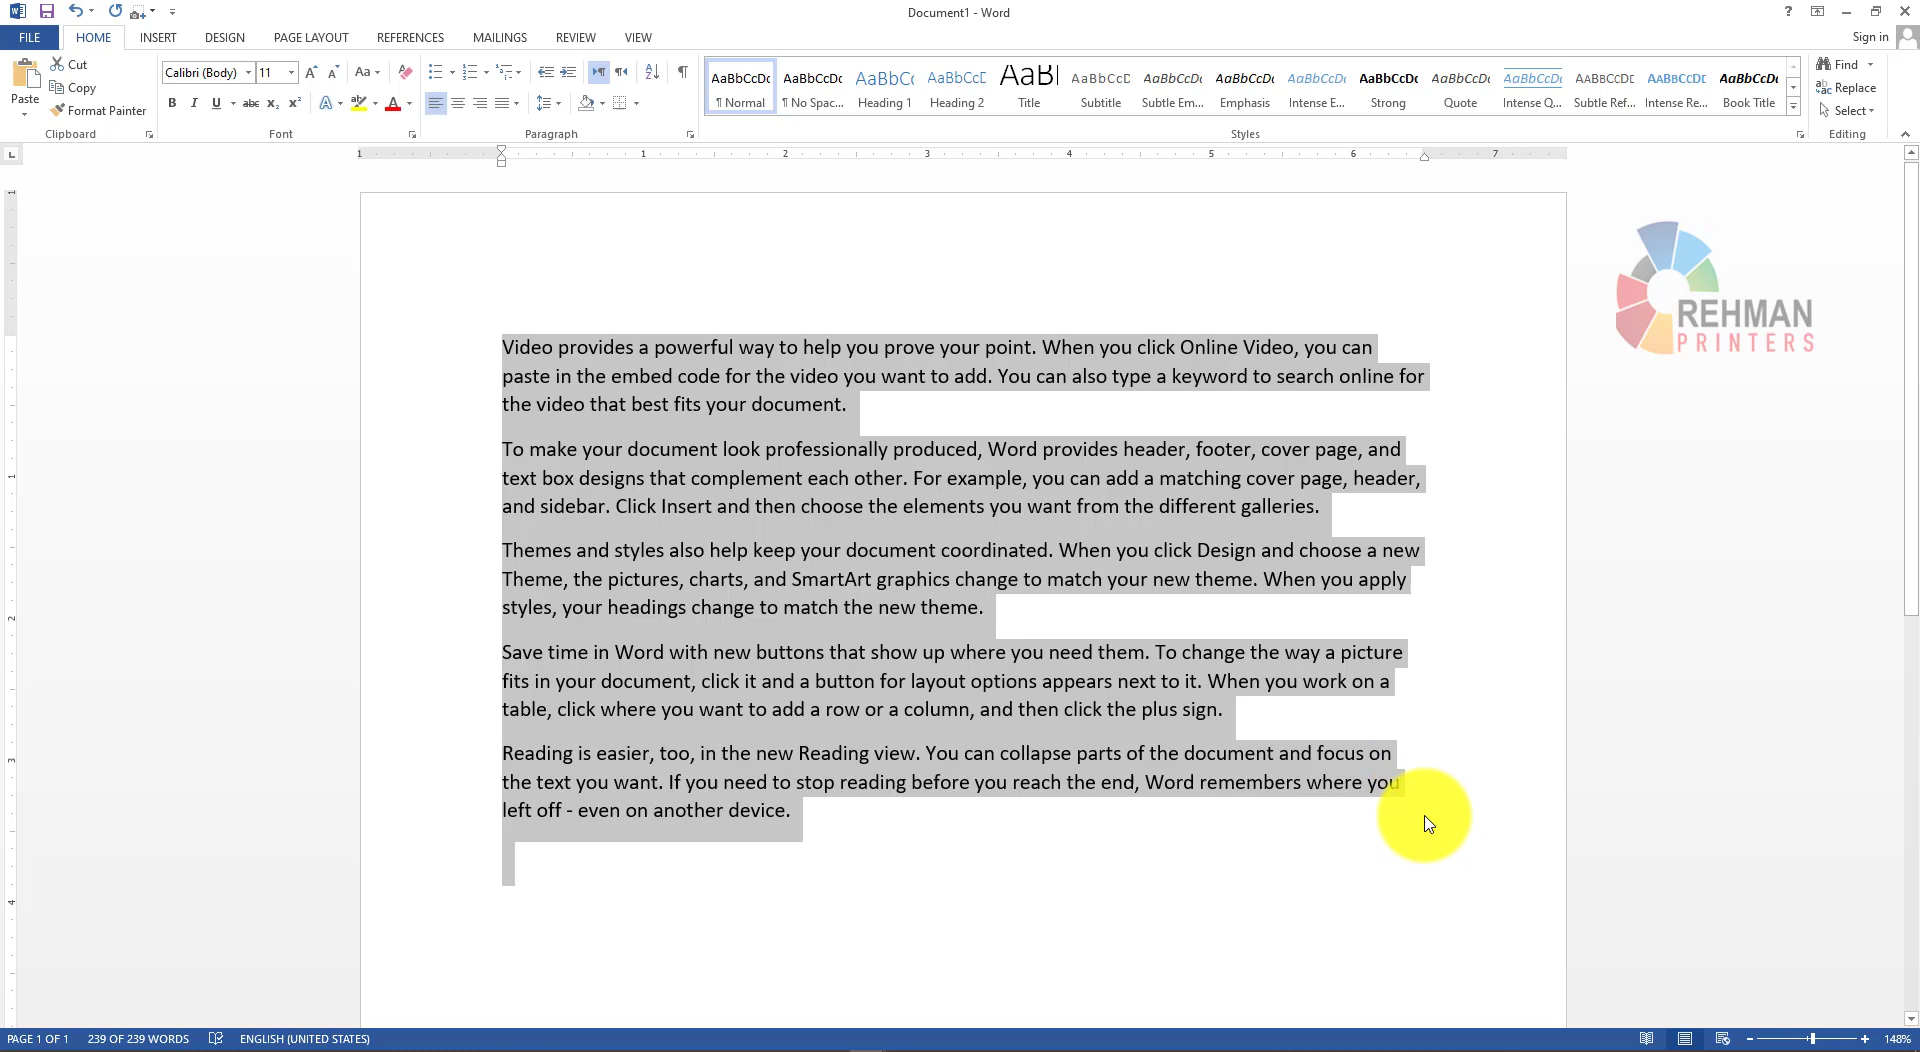 Document1 - Word
FILE HOME INSERT DESIGN PAGE LAYOUT REFERENCES MAILINGS REVIEW VIEW Sign in
Paste
Cut
Copy
Format Painter
Clipboard
Calibri (Body) 11
Font
Paragraph
AaBbCcDc AaBbCcDc AaBbCc AaBbCcD AaB AaBbCcD AaBbCcDc AaBbCcDc AaBbCcDc AaBbCcDc AaBbCcDc AaBbCcDc AABBCCDC AABBCCDC AaBbCcDc
¶ Normal ¶ No Spac... Heading 1 Heading 2 Title Subtitle Subtle Em... Emphasis Intense E... Strong Quote Intense Q... Subtle Ref... Intense Re... Book Title
Styles
Find
Replace
Select
Editing
1 1 2 3 4 5 6 7
REHMAN
PRINTERS
Video provides a powerful way to help you prove your point. When you click Online Video, you can
paste in the embed code for the video you want to add. You can also type a keyword to search online for
the video that best fits your document.
To make your document look professionally produced, Word provides header, footer, cover page, and
text box designs that complement each other. For example, you can add a matching cover page, header,
and sidebar. Click Insert and then choose the elements you want from the different galleries.
Themes and styles also help keep your document coordinated. When you click Design and choose a new
Theme, the pictures, charts, and SmartArt graphics change to match your new theme. When you apply
styles, your headings change to match the new theme.
Save time in Word with new buttons that show up where you need them. To change the way a picture
fits in your document, click it and a button for layout options appears next to it. When you work on a
table, click where you want to add a row or a column, and then click the plus sign.
Reading is easier, too, in the new Reading view. You can collapse parts of the document and focus on
the text you want. If you need to stop reading before you reach the end, Word remembers where you
left off - even on another device.
PAGE 1 OF 1 239 OF 239 WORDS ENGLISH (UNITED STATES) 148%